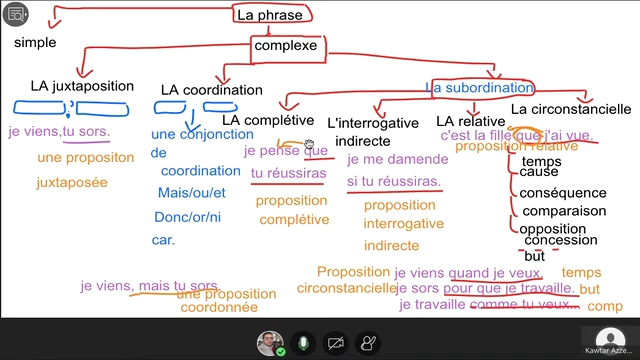 La phrase
simple
complexe
LA juxtaposition
LA coordination
La subordination
LA complétive
L'interrogative
indirecte
LA relative
La circonstancielle
je viens,tu sors.
une propositon
juxtaposée
une conjonction
de
coordination
Mais/ou/et
Donc/or/ni
car.
je pense que
tu réussiras
proposition
complétive
je me damende
si tu réussiras.
proposition
interrogative
indirecte
c'est la fille que j'ai vue.
proposition relative
temps
cause
conséquence
comparaison
opposition
concession
but
je viens, mais tu sors
une proposition
coordonnée
Proposition
circonstancielle
je viens quand je veux. temps
je sors pour que je travaille. but
je travaille comme tu veux. comp
Kawtar Azze...